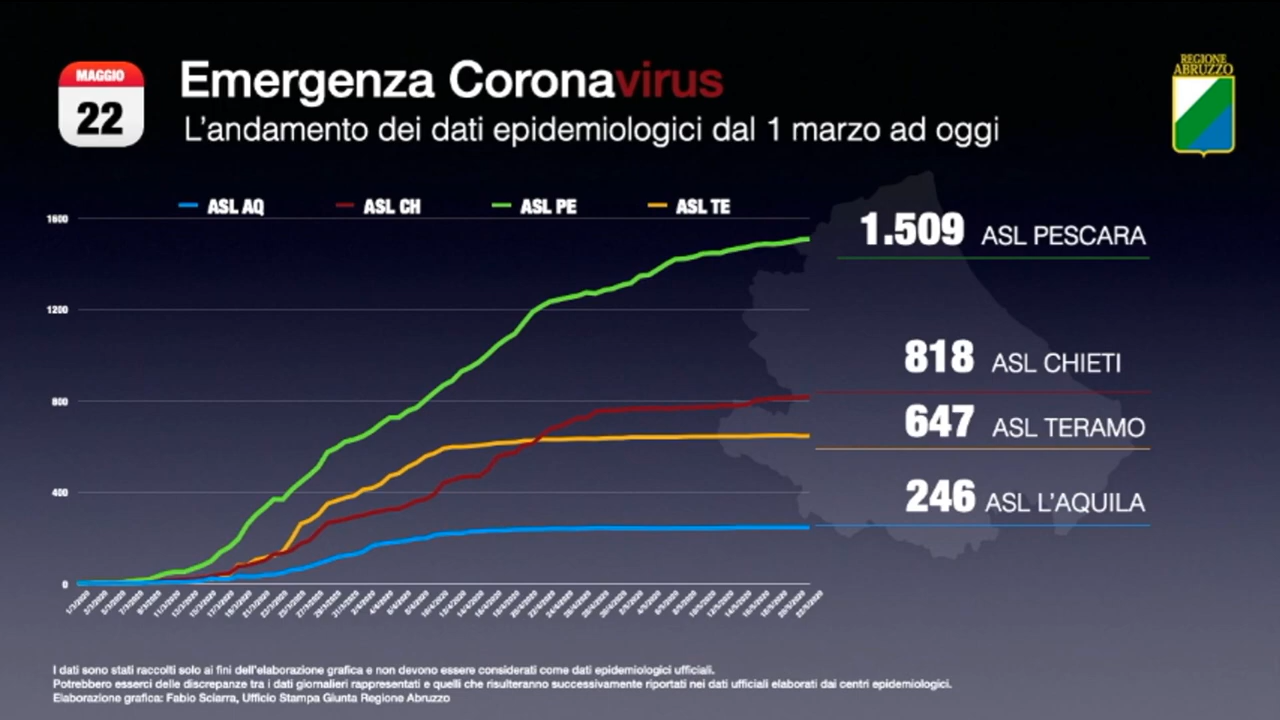 MAGGIO
22
Emergenza Coronavirus
L'andamento dei dati epidemiologici dal 1 marzo ad oggi
REGIONE
ABRUZZO
ASL AQ
ASL CH
ASL PE
ASL TE
1600
1200
800
400
0
1.509 ASL PESCARA
818 ASL CHIETI
647 ASL TERAMO
246 ASL L'AQUILA
I dati sono stati raccolti solo ai fini dell'elaborazione grafica e non devono essere considerati come dati epidemiologici ufficiali.
Potrebbero esserci delle discrepanze tra i dati giornalieri rappresentati e quelli che risulteranno successivamente riportati nei dati ufficiali elaborati dai centri epidemiologici.
Elaborazione grafica: Fabio Sciarra, Ufficio Stampa Giunta Regione Abruzzo